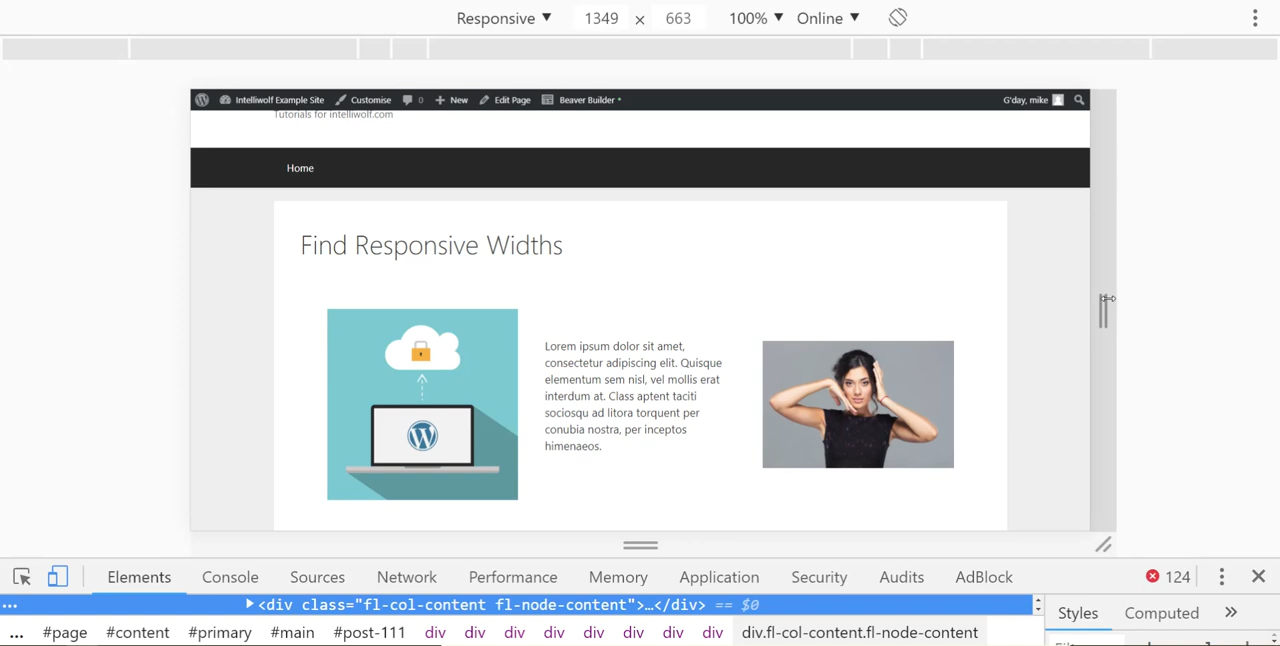 Responsive ▼ 1349 × 663 100% ▼ Online ▼
Intelliwolf Example Site Customise 0 New Edit Page Beaver Builder • G'day, mike
Tutorials for intelliwolf.com
Home
Find Responsive Widths
Lorem ipsum dolor sit amet,
consectetur adipiscing elit. Quisque
elementum sem nisl, vel mollis erat
interdum at. Class aptent taciti
sociosqu ad litora torquent per
conubia nostra, per inceptos
himenaeos.
Elements Console Sources Network Performance Memory Application Security Audits AdBlock 124
... <div class="fl-col-content fl-node-content">…</div> == $0
Styles Computed »
... #page #content #primary #main #post-111 div div div div div div div div div.fl-col-content.fl-node-content